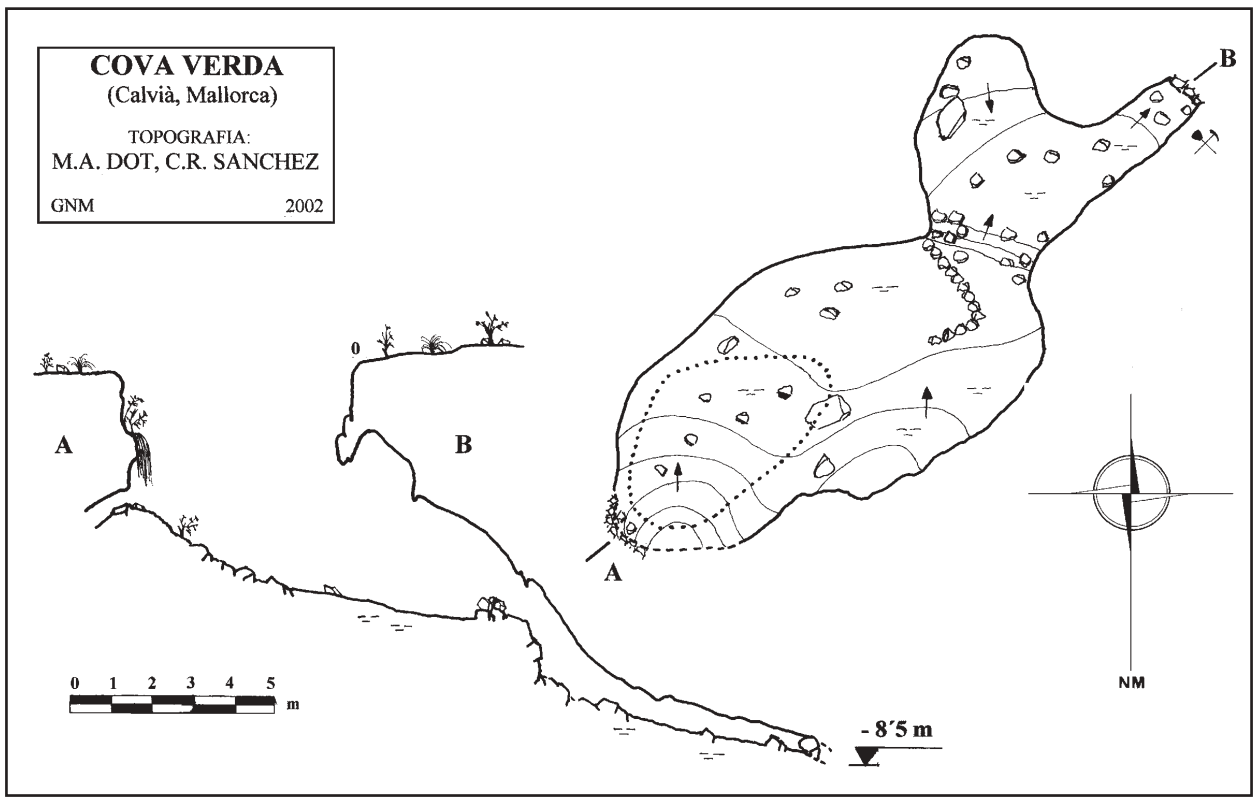 COVA VERDA
(Calvià, Mallorca)
TOPOGRAFIA:
M.A. DOT, C.R. SANCHEZ
GNM 2002
B
0
A
B
A
NM
0 1 2 3 4 5
m
- 8´5 m